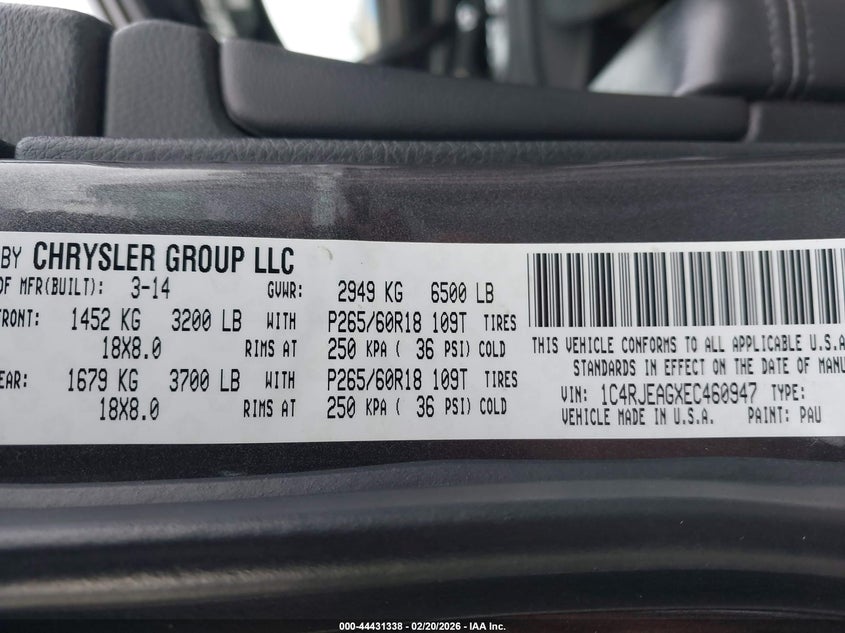 BY CHRYSLER GROUP LLC
OF MFR(BUILT): 3-14 GVWR: 2949 KG 6500 LB
FRONT: 1452 KG 3200 LB WITH P265/60R18 109T TIRES
18X8.0 RIMS AT 250 KPA ( 36 PSI) COLD
EAR: 1679 KG 3700 LB WITH P265/60R18 109T TIRES
18X8.0 RIMS AT 250 KPA ( 36 PSI) COLD
THIS VEHICLE CONFORMS TO ALL APPLICABLE U.S.A
STANDARDS IN EFFECT ON THE DATE OF MANU
VIN: 1C4RJEAGXEC460947 TYPE:
VEHICLE MADE IN U.S.A. PAINT: PAU
000-44431338 - 02/20/2026 - IAA Inc.